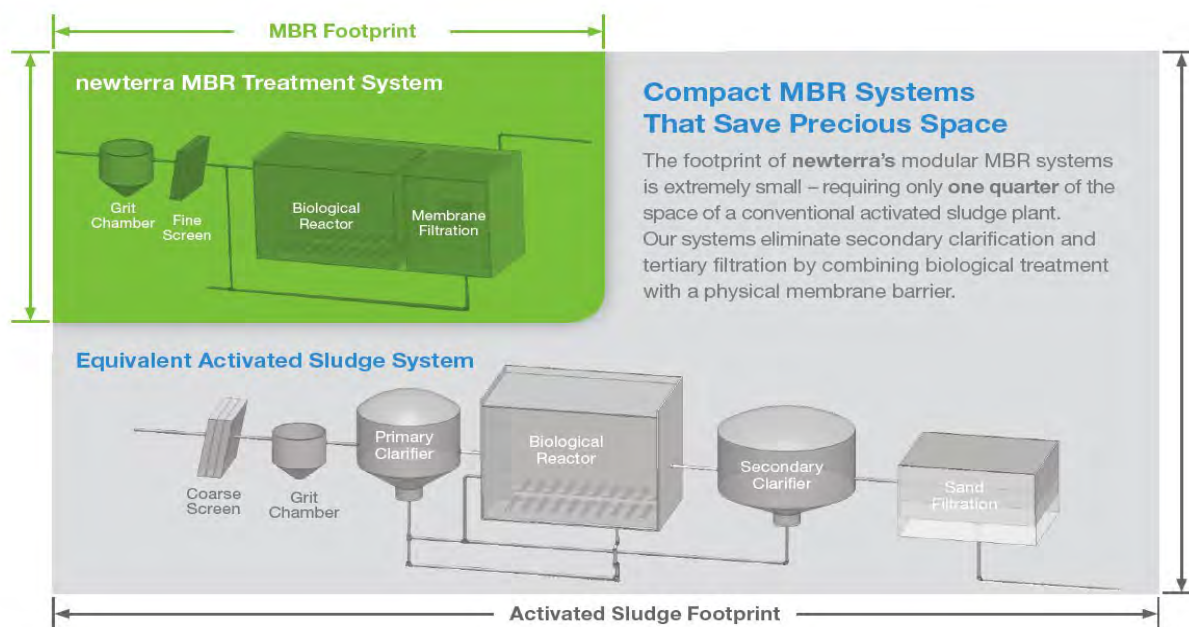 MBR Footprint
newterra MBR Treatment System
Grit
Chamber
Fine
Screen
Biological
Reactor
Membrane
Filtration
Compact MBR Systems
That Save Precious Space
The footprint of newterra's modular MBR systems
is extremely small – requiring only one quarter of the
space of a conventional activated sludge plant.
Our systems eliminate secondary clarification and
tertiary filtration by combining biological treatment
with a physical membrane barrier.
Equivalent Activated Sludge System
Coarse
Screen
Grit
Chamber
Primary
Clarifier
Biological
Reactor
Secondary
Clarifier
Sand
Filtration
Activated Sludge Footprint